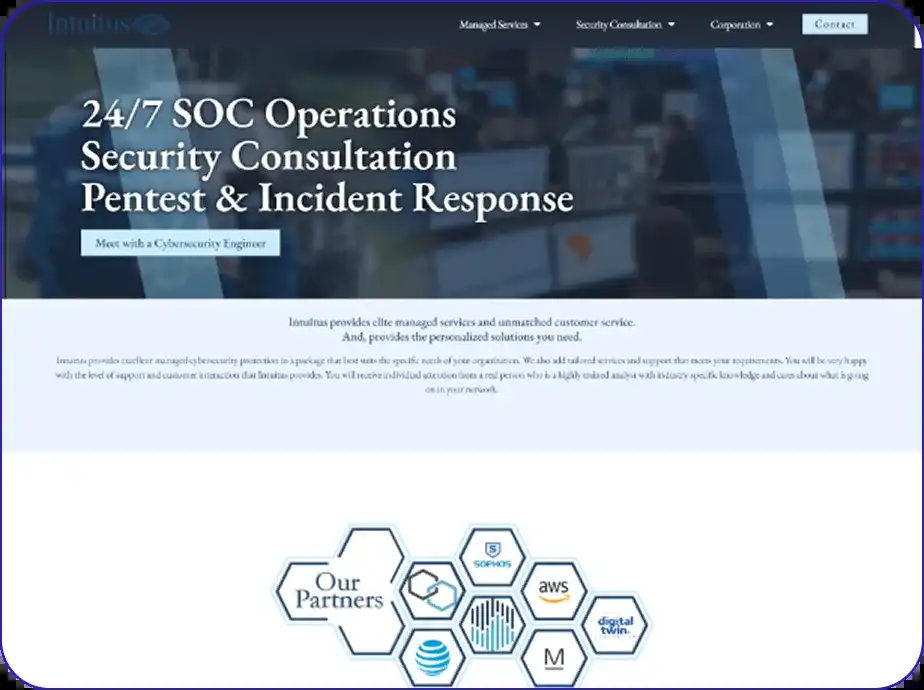 Intuitus
Managed Services
Security Consultation
Corporation
Contact
24/7 SOC Operations
Security Consultation
Pentest & Incident Response
Meet with a Cybersecurity Engineer
Intuitus provides elite managed services and unmatched customer service.
And, provides the personalized solutions you need.
Intuitus provides excellent managed cybersecurity protection in a package that best suits the specific needs of your organization. We also add tailored services and support that meets your requirements. You will be very happy
with the level of support and customer interaction that Intuitus provides. You will receive individual attention from a real person who is a highly trained analyst with industry specific knowledge and cares about what is going
on in your network.
Our
Partners
S
SOPHOS
aws
digital
twin.
M